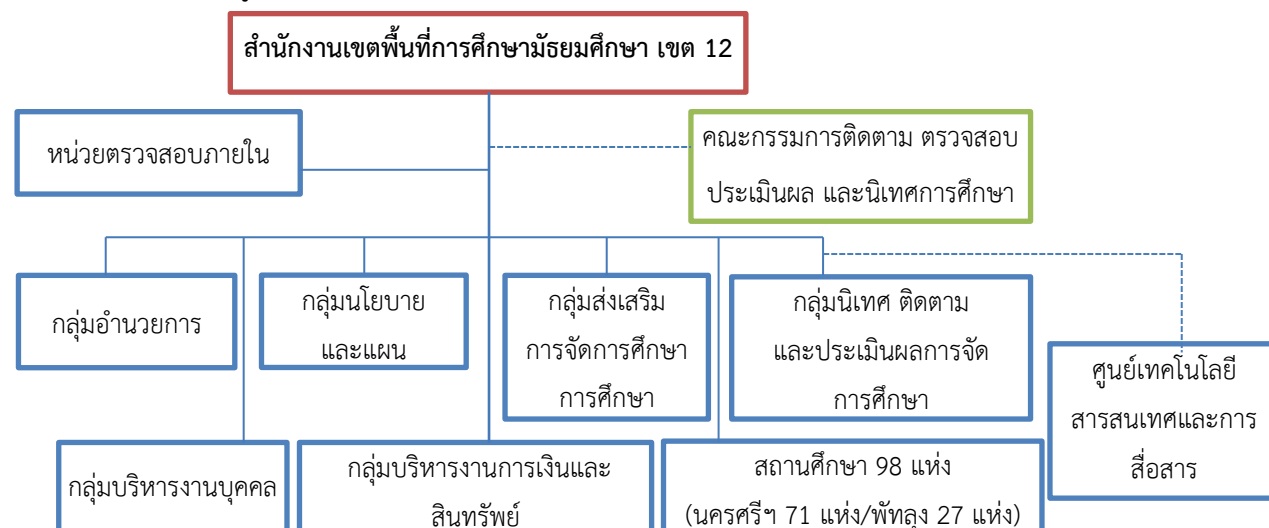 สำนักงานเขตพื้นที่การศึกษามัธยมศึกษา เขต 12
หน่วยตรวจสอบภายใน
คณะกรรมการติดตาม ตรวจสอบ
ประเมินผล และนิเทศการศึกษา
กลุ่มอำนวยการ
กลุ่มนโยบาย
และแผน
กลุ่มส่งเสริม
การจัดการศึกษา
การศึกษา
กลุ่มนิเทศ ติดตาม
และประเมินผลการจัด
การศึกษา
ศูนย์เทคโนโลยี
สารสนเทศและการ
สื่อสาร
กลุ่มบริหารงานบุคคล
กลุ่มบริหารงานการเงินและ
สินทรัพย์
สถานศึกษา 98 แห่ง
(นครศรีฯ 71 แห่ง/พัทลุง 27 แห่ง)